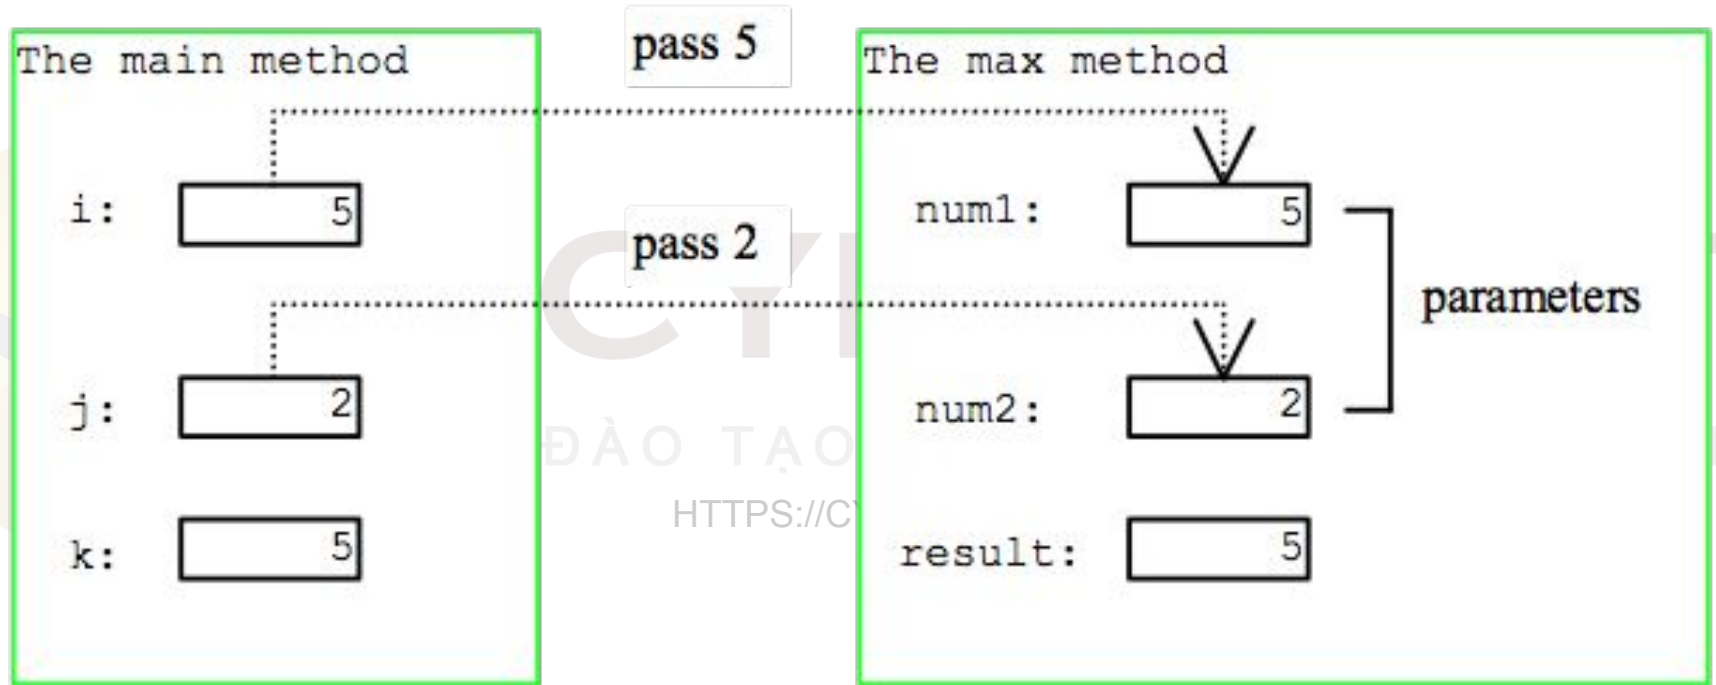 The main method
pass 5
The max method
i:
5
num1:
5
pass 2
parameters
j:
2
num2:
2
ĐÀO TẠO
HTTPS://CY
k:
5
result:
5